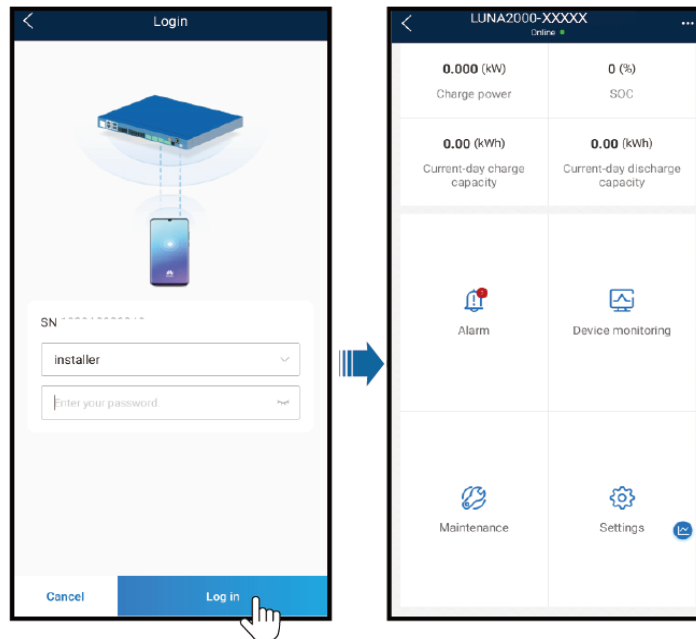 Login
SN
installer
Enter your password.
Cancel
Log in
LUNA2000-XXXXX
Online
0.000 (kW)
Charge power
0 (%)
SOC
0.00 (kWh)
Current-day charge
capacity
0.00 (kWh)
Current-day discharge
capacity
Alarm
Device monitoring
Maintenance
Settings